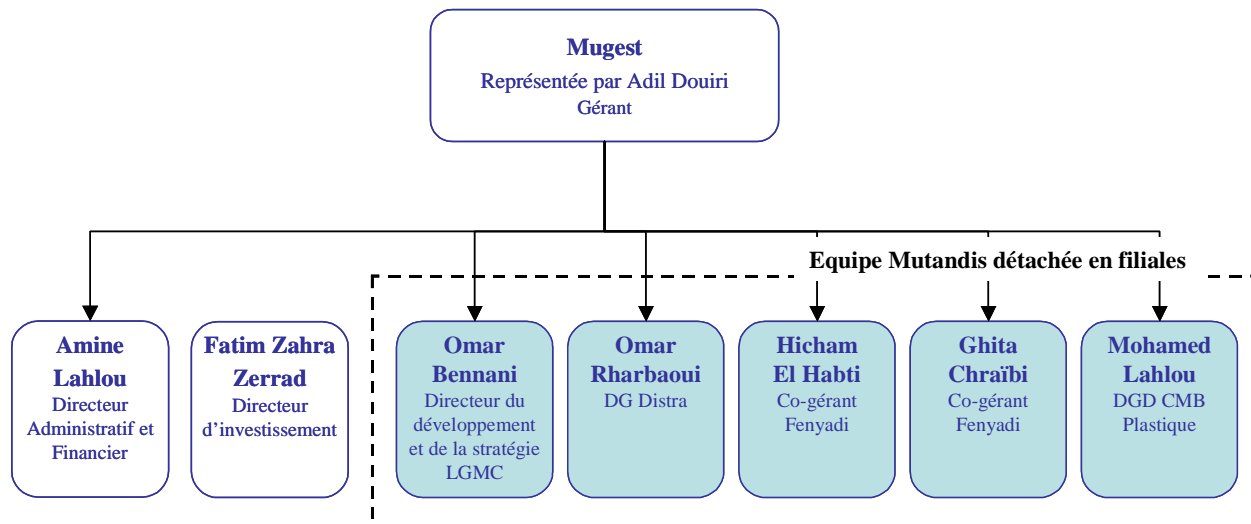 Mugest
Représentée par Adil Douiri
Gérant
Equipe Mutandis détachée en filiales
Amine
Lahlou
Directeur
Administratif et
Financier
Fatim Zahra
Zerrad
Directeur
d’investissement
Omar
Bennani
Directeur du
développement
et de la stratégie
LGMC
Omar
Rharbaoui
DG Distra
Hicham
El Habti
Co-gérant
Fenyadi
Ghita
Chraïbi
Co-gérant
Fenyadi
Mohamed
Lahlou
DGD CMB
Plastique